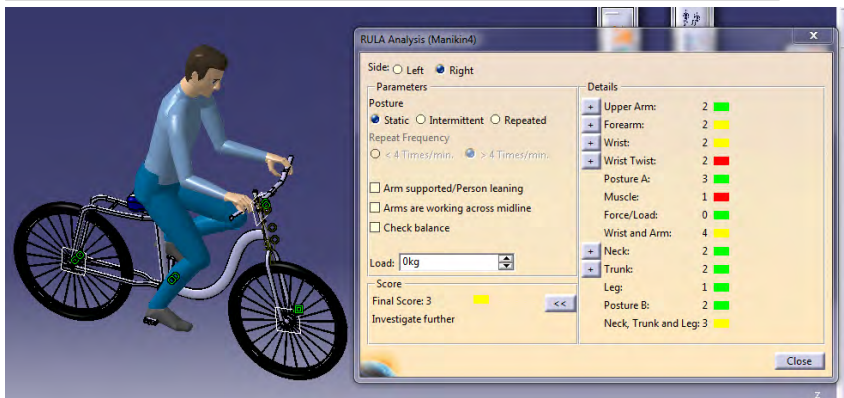 RULA Analysis (Manikin4)
X
Side: Left Right
Parameters
Posture
Static Intermittent Repeated
Repeat Frequency
< 4 Times/min. > 4 Times/min.
Arm supported/Person leaning
Arms are working across midline
Check balance
Load: 0kg
Score
Final Score: 3
<<
Investigate further
Details
+ Upper Arm: 2
+ Forearm: 2
+ Wrist: 2
+ Wrist Twist: 2
Posture A: 3
Muscle: 1
Force/Load: 0
Wrist and Arm: 4
+ Neck: 2
+ Trunk: 2
Leg: 1
Posture B: 2
Neck, Trunk and Leg: 3
Close
z